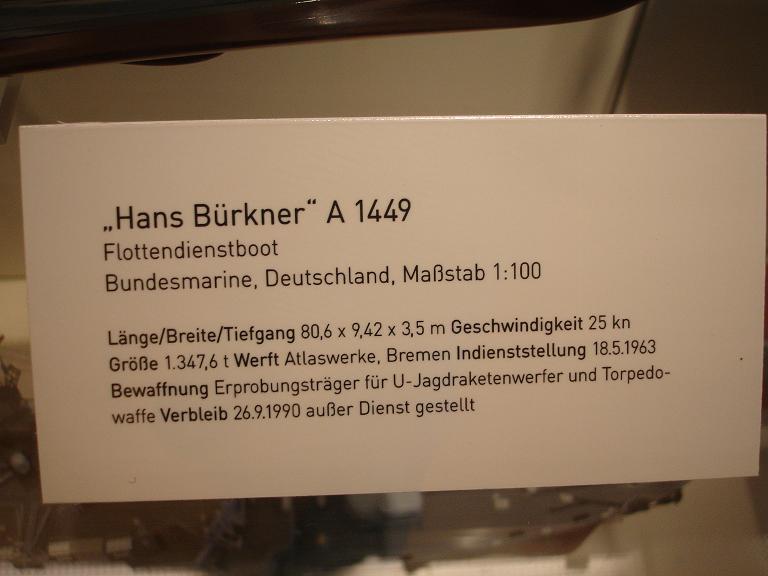 „Hans Bürkner“ A 1449
Flottendienstboot
Bundesmarine, Deutschland, Maßstab 1:100
Länge/Breite/Tiefgang 80,6 x 9,42 x 3,5 m Geschwindigkeit 25 kn
Größe 1.347,6 t Werft Atlaswerke, Bremen Indienststellung 18.5.1963
Bewaffnung Erprobungsträger für U-Jagdraketenwerfer und Torpedo-
waffe Verbleib 26.9.1990 außer Dienst gestellt